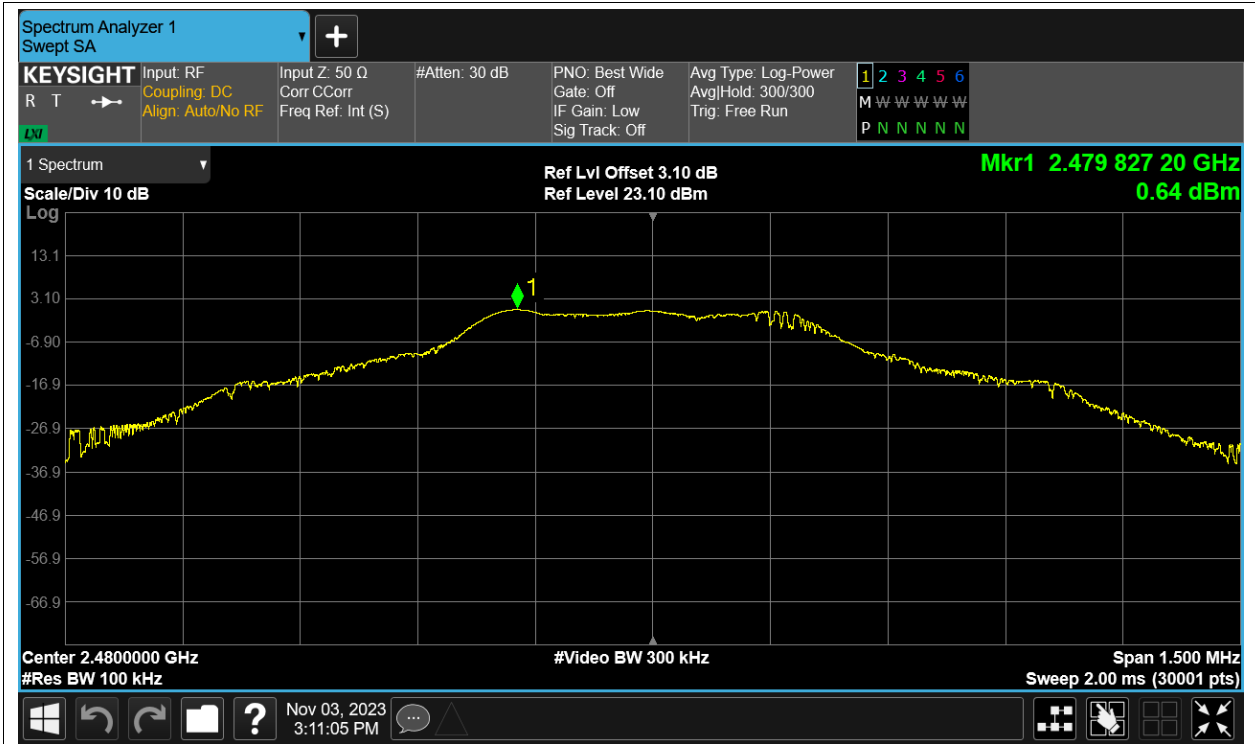 Spectrum Analyzer 1
Swept SA
KEYSIGHT
R T
LXI
Input: RF
Coupling: DC
Align: Auto/No RF
Input Z: 50 Ω
Corr CCorr
Freq Ref: Int (S)
#Atten: 30 dB
PNO: Best Wide
Gate: Off
IF Gain: Low
Sig Track: Off
Avg Type: Log-Power
Avg|Hold: 300/300
Trig: Free Run
1 2 3 4 5 6
M W W W W W
P N N N N N
1 Spectrum
Scale/Div 10 dB
Ref Lvl Offset 3.10 dB
Ref Level 23.10 dBm
Mkr1 2.479 827 20 GHz
0.64 dBm
Log
13.1
3.10
-6.90
-16.9
-26.9
-36.9
-46.9
-56.9
-66.9
1
Center 2.4800000 GHz
#Res BW 100 kHz
#Video BW 300 kHz
Span 1.500 MHz
Sweep 2.00 ms (30001 pts)
?
Nov 03, 2023
3:11:05 PM